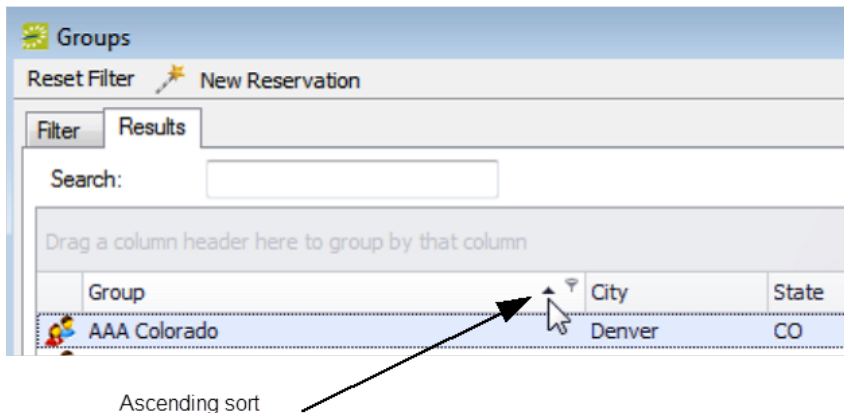 Groups
Reset Filter New Reservation
Filter Results
Search:
Drag a column header here to group by that column
Group City State
AAA Colorado Denver CO
Ascending sort